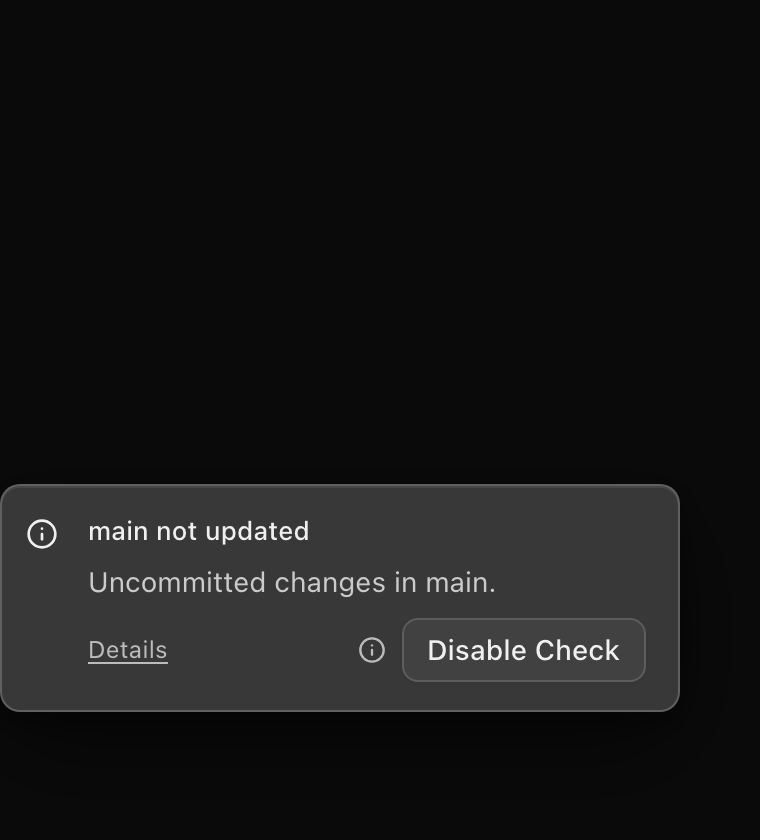 main not updated
Uncommitted changes in main.
Details
Disable Check